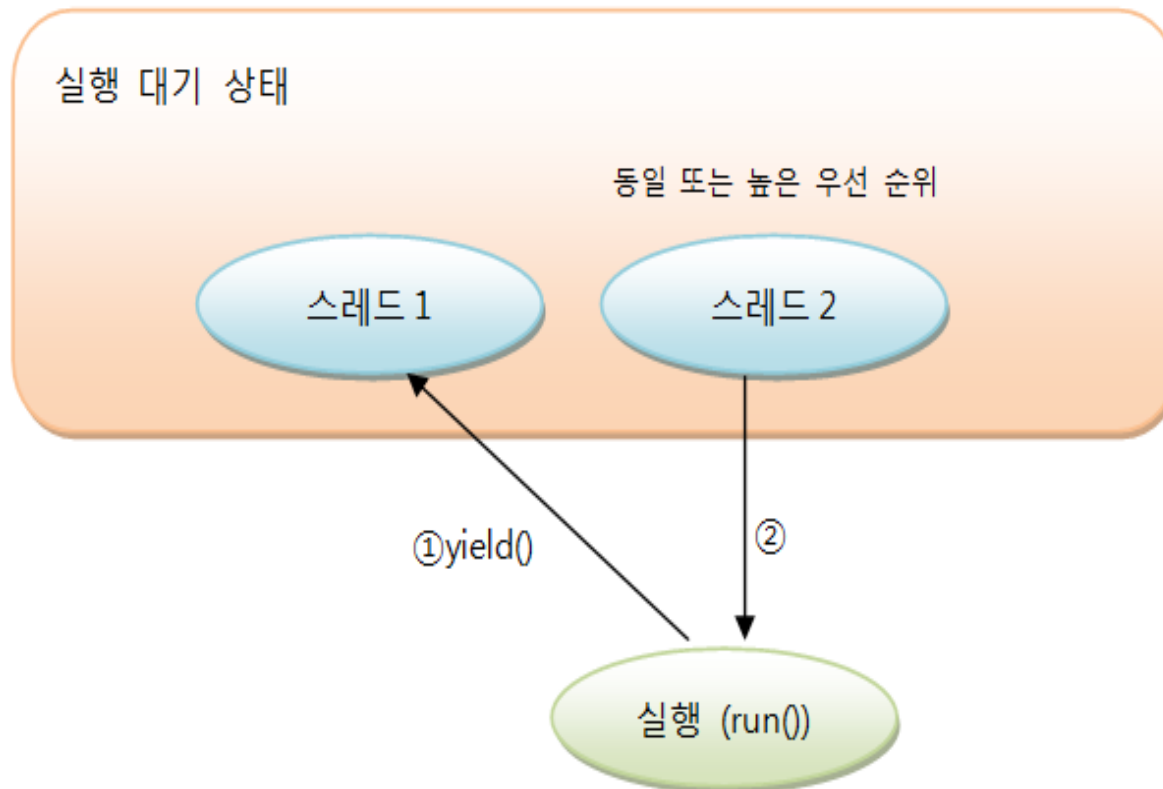 실행 대기 상태
동일 또는 높은 우선 순위
스레드 1
스레드 2
①yield()
②
실행 (run())